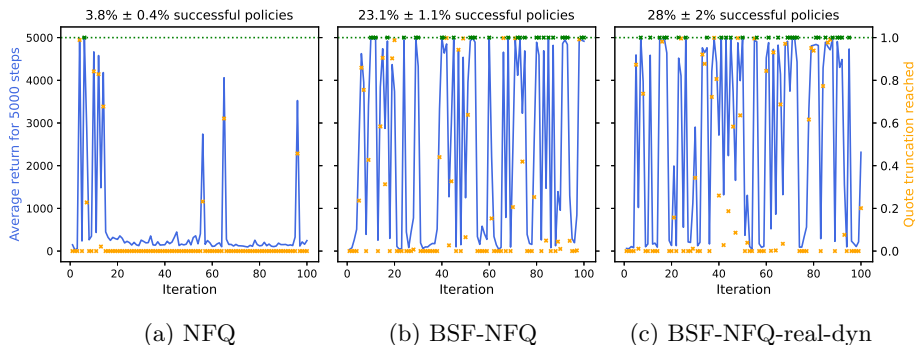 3.8% ± 0.4% successful policies
23.1% ± 1.1% successful policies
28% ± 2% successful policies
Average return for 5000 steps
5000
4000
3000
2000
1000
0
0 20 40 60 80 100
Iteration
0 20 40 60 80 100
Iteration
0 20 40 60 80 100
Iteration
1.0
0.8
0.6
0.4
0.2
0.0
Quote truncation reached
(a) NFQ
(b) BSF-NFQ
(c) BSF-NFQ-real-dyn